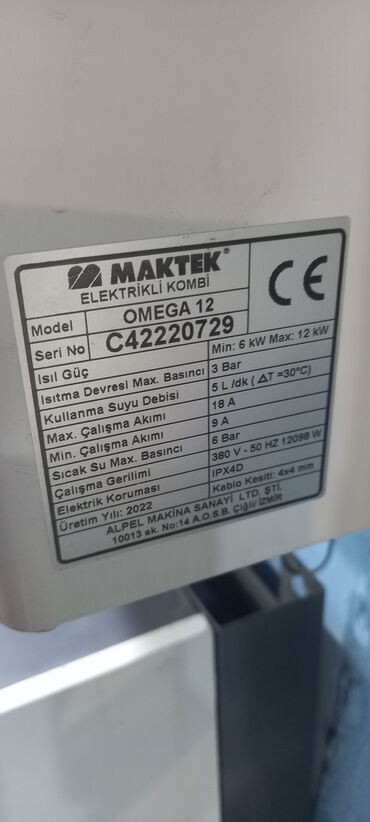 MAKTEK®
ELEKTRİKLİ KOMBİ
CE
Model OMEGA 12
Seri No C42220729
Isıl Güç Min: 6 kW Max: 12 kW
Isıtma Devresi Max. Basıncı 3 Bar
Kullanma Suyu Debisi 5 L /dk ( ΔT =30°C)
Max. Çalışma Akımı 18 A
Min. Çalışma Akımı 9 A
Sıcak Su Max. Basıncı 6 Bar
Çalışma Gerilimi 380 V - 50 HZ 12098 W
Elektrik Koruması IPX4D
Üretim Yılı: 2022 Kablo Kesiti: 4x4 mm
ALPEL MAKİNA SANAYİ LTD. ŞTİ.
10013 sk. No:14 A.O.S.B. Çiğli/ İZMİR